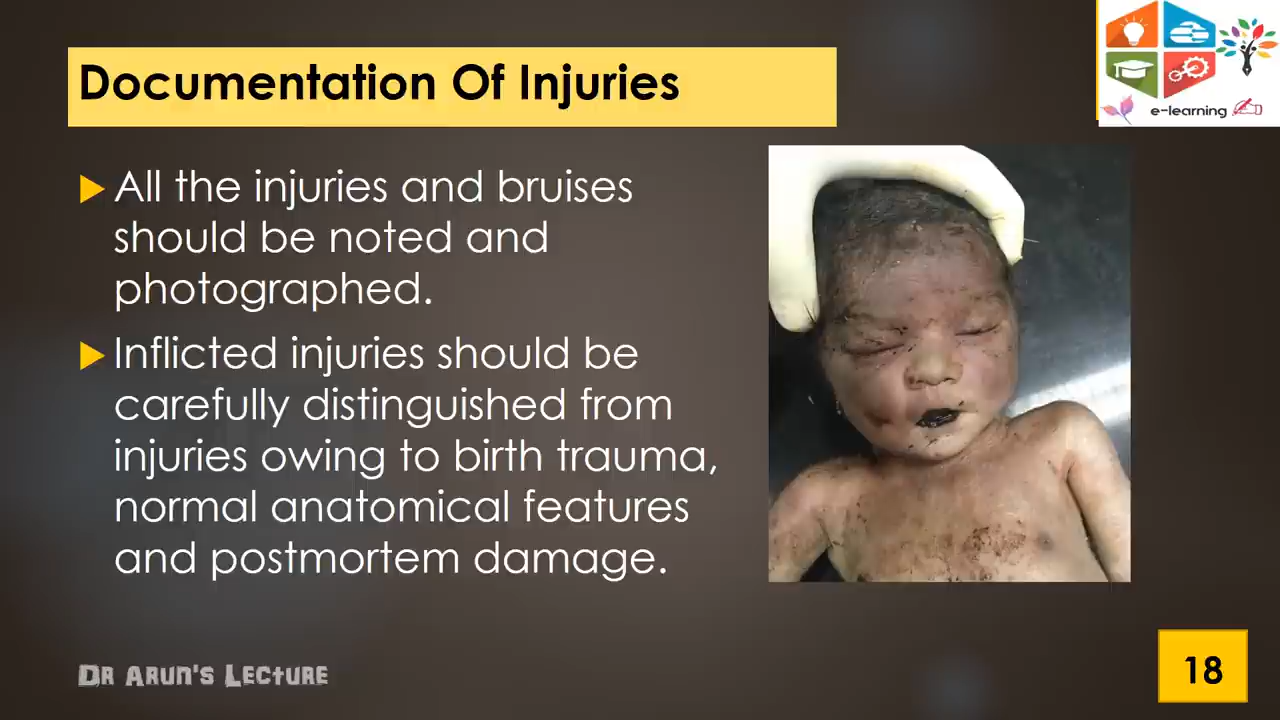 Documentation Of Injuries
e-learning
All the injuries and bruises
should be noted and
photographed.
Inflicted injuries should be
carefully distinguished from
injuries owing to birth trauma,
normal anatomical features
and postmortem damage.
Dr Arun's Lecture
18